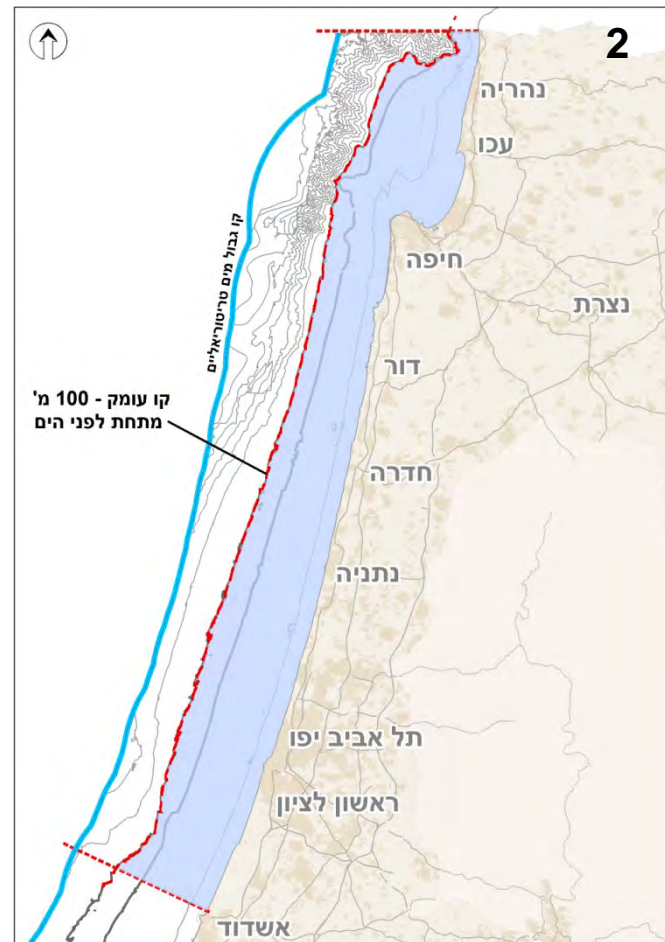 2
נהריה
עכו
קו גבול מים טריטוריאליים
חיפה
נצרת
דור
קו עומק - 100 מ'
מתחת לפני הים
חדרה
נתניה
תל אביב יפו
ראשון לציון
אשדוד